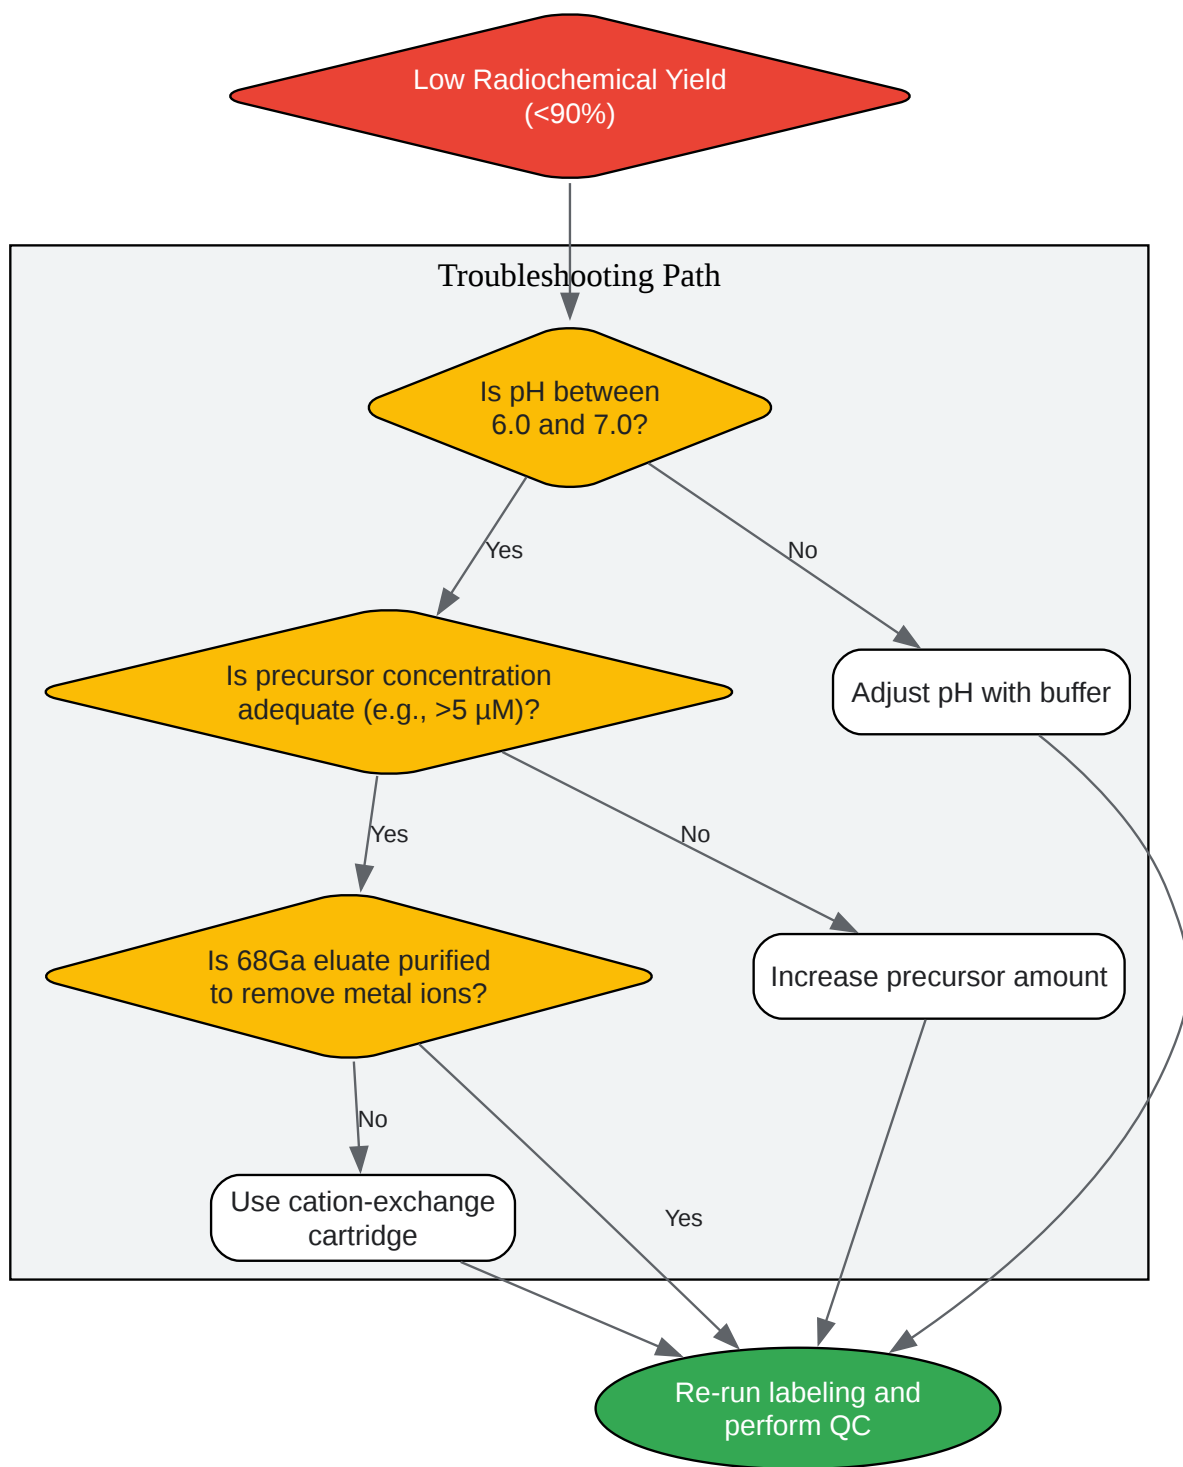 Low Radiochemical Yield
(<90%)
Troubleshooting Path
Is pH between
6.0 and 7.0?
Yes
No
Is precursor concentration
adequate (e.g., >5 µM)?
Adjust pH with buffer
Yes
No
Is 68Ga eluate purified
to remove metal ions?
Increase precursor amount
No
Use cation-exchange
cartridge
Yes
Re-run labeling and
perform QC